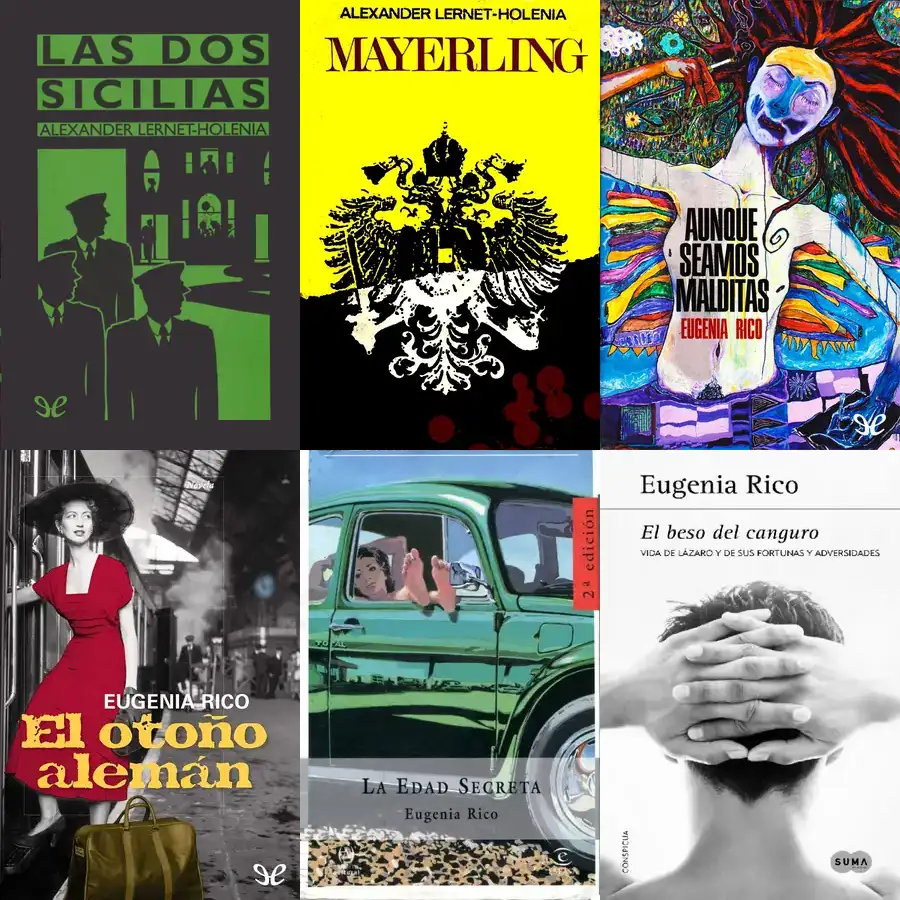 LAS DOS
SICILIAS
ALEXANDER LERNET-HOLENIA
ALEXANDER LERNET-HOLENIA
MAYERLING
AUNQUE
SEAMOS
MALDITAS
EUGENIA RICO
Novela
EUGENIA RICO
El otoño
alemán
2ª edición
LA EDAD SECRETA
Eugenia Rico
Eugenia Rico
El beso del canguro
VIDA DE LÁZARO Y DE SUS FORTUNAS Y ADVERSIDADES
CONSPICUA
SUMA